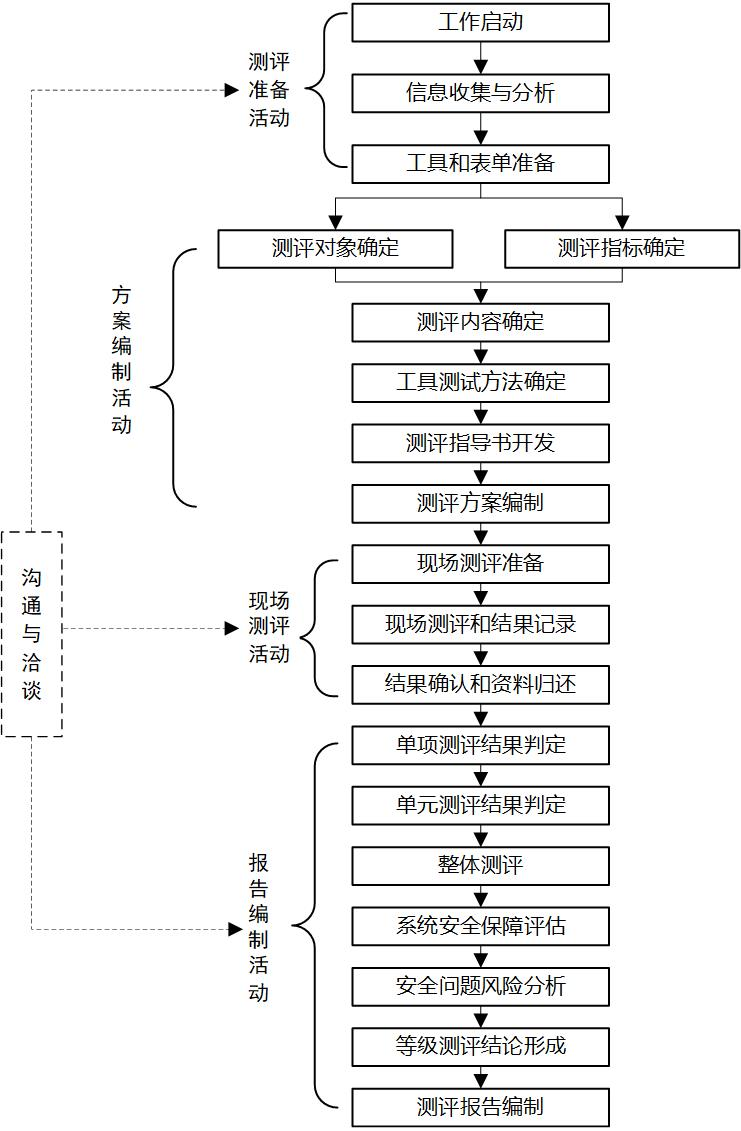 工作启动
测评
准备
活动
信息收集与分析
工具和表单准备
测评对象确定
测评指标确定
方案编制活动
测评内容确定
工具测试方法确定
测评指导书开发
测评方案编制
沟通与洽谈
现场
测评
活动
现场测评准备
现场测评和结果记录
结果确认和资料归还
报告编制活动
单项测评结果判定
单元测评结果判定
整体测评
系统安全保障评估
安全问题风险分析
等级测评结论形成
测评报告编制